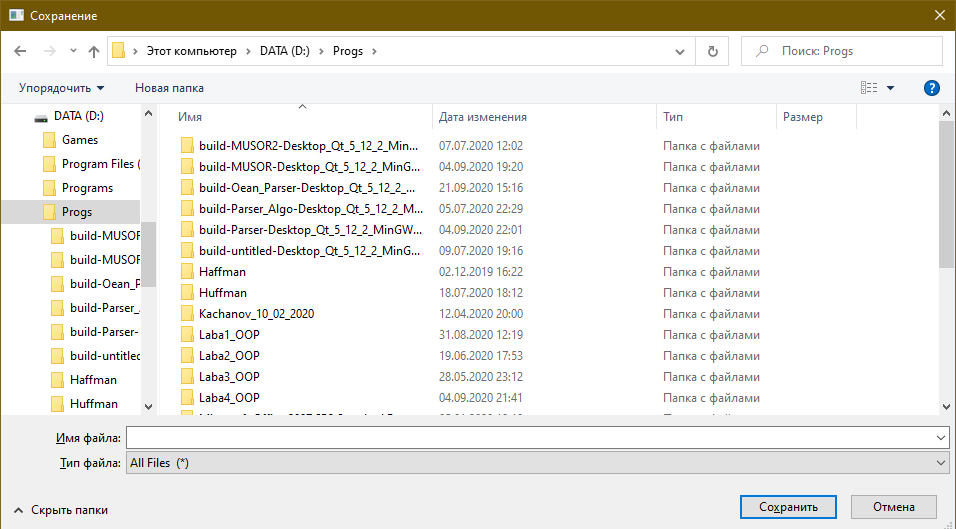 Сохранение
Этот компьютер > DATA (D:) > Progs >
Поиск: Progs
Упорядочить Новая папка
DATA (D:)
Games
Program Files (
Programs
Progs
build-MUSOF
build-MUSOF
build-Oean_P
build-Parser_
build-Parser-
build-untitlec
Haffman
Huffman
Имя Дата изменения Тип Размер
build-MUSOR2-Desktop_Qt_5_12_2_Min... 07.07.2020 12:02 Папка с файлами
build-MUSOR-Desktop_Qt_5_12_2_MinG... 04.09.2020 19:20 Папка с файлами
build-Oean_Parser-Desktop_Qt_5_12_2_... 21.09.2020 15:16 Папка с файлами
build-Parser_Algo-Desktop_Qt_5_12_2_M... 05.07.2020 22:29 Папка с файлами
build-Parser-Desktop_Qt_5_12_2_MinGW... 04.09.2020 22:01 Папка с файлами
build-untitled-Desktop_Qt_5_12_2_MinG... 09.07.2020 19:16 Папка с файлами
Haffman 02.12.2019 16:22 Папка с файлами
Huffman 18.07.2020 18:12 Папка с файлами
Kachanov_10_02_2020 12.04.2020 20:00 Папка с файлами
Laba1_OOP 31.08.2020 12:19 Папка с файлами
Laba2_OOP 19.06.2020 17:53 Папка с файлами
Laba3_OOP 28.05.2020 23:12 Папка с файлами
Laba4_OOP 04.09.2020 21:41 Папка с файлами
Имя файла:
Тип файла: All Files (*)
Скрыть папки
Сохранить Отмена